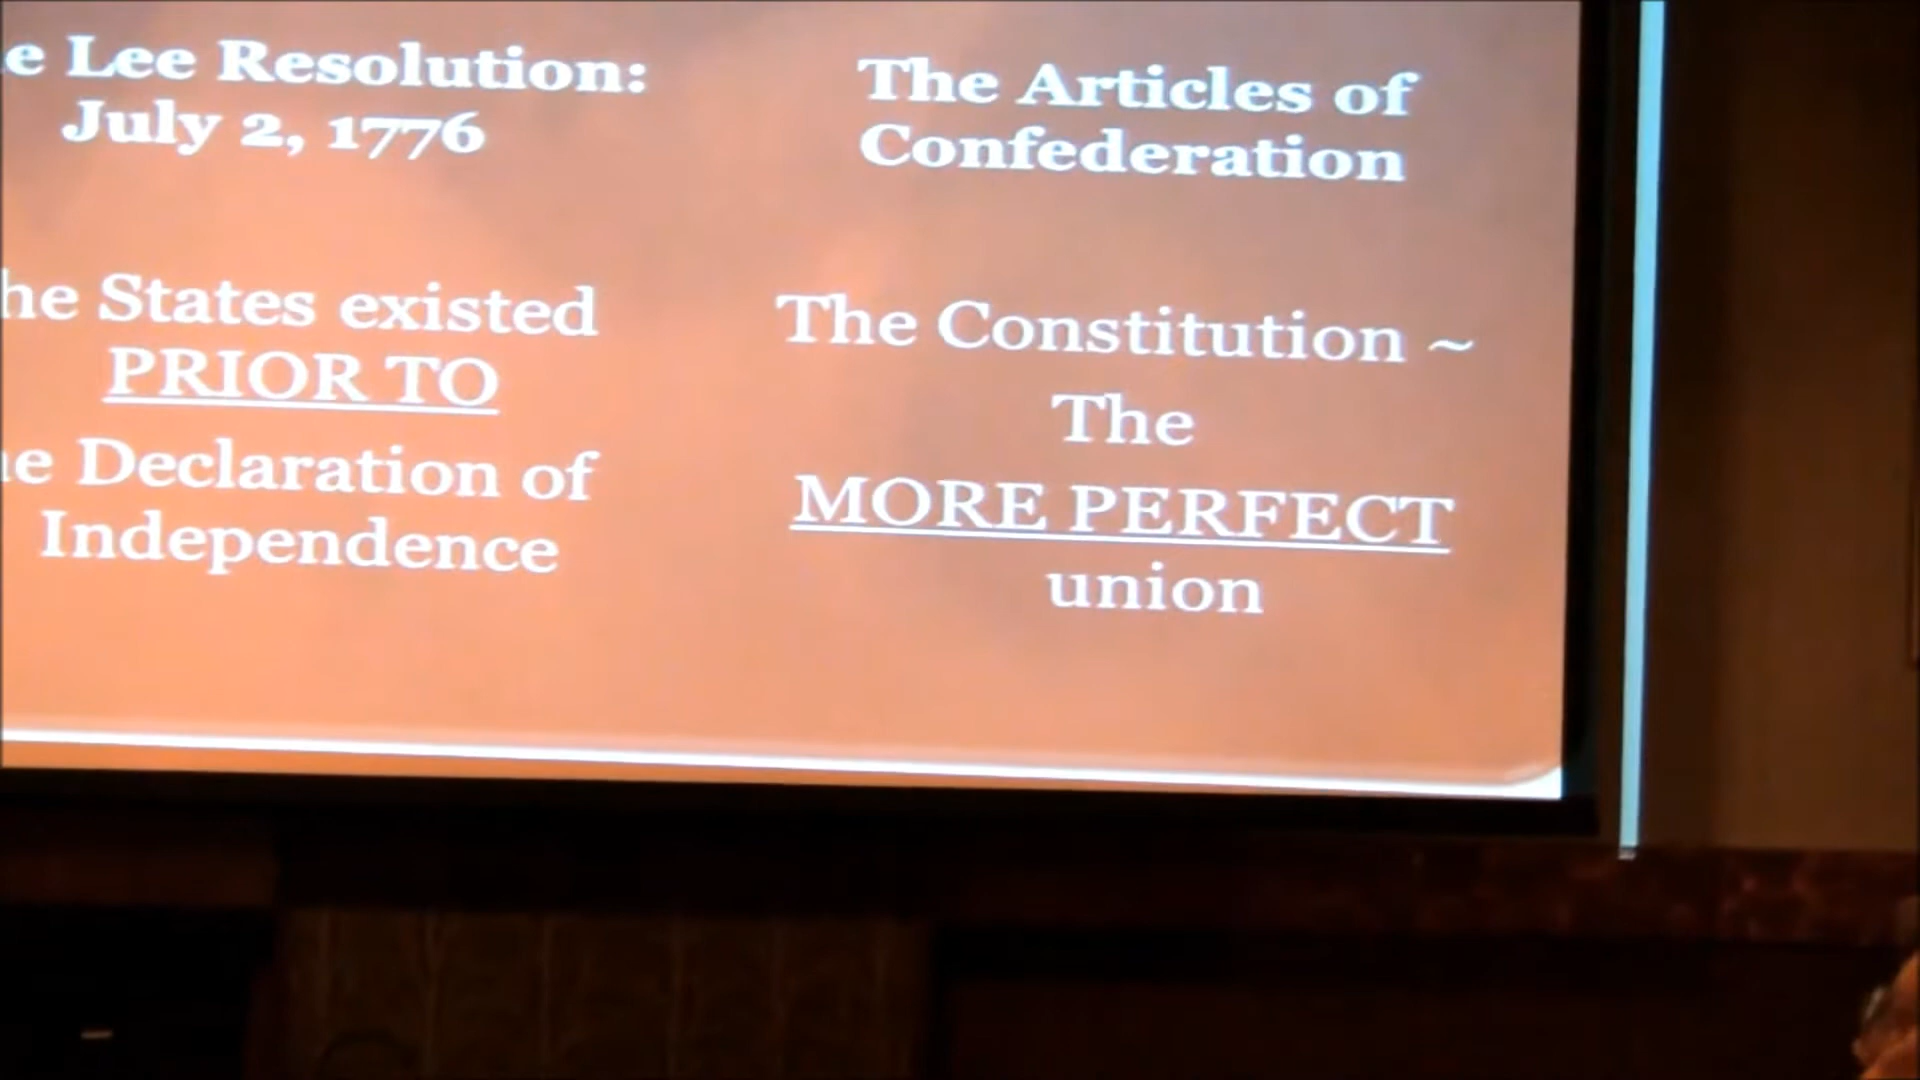 e Lee Resolution:
July 2, 1776
he States existed
PRIOR TO
e Declaration of
Independence
The Articles of
Confederation
The Constitution ~
The
MORE PERFECT
union